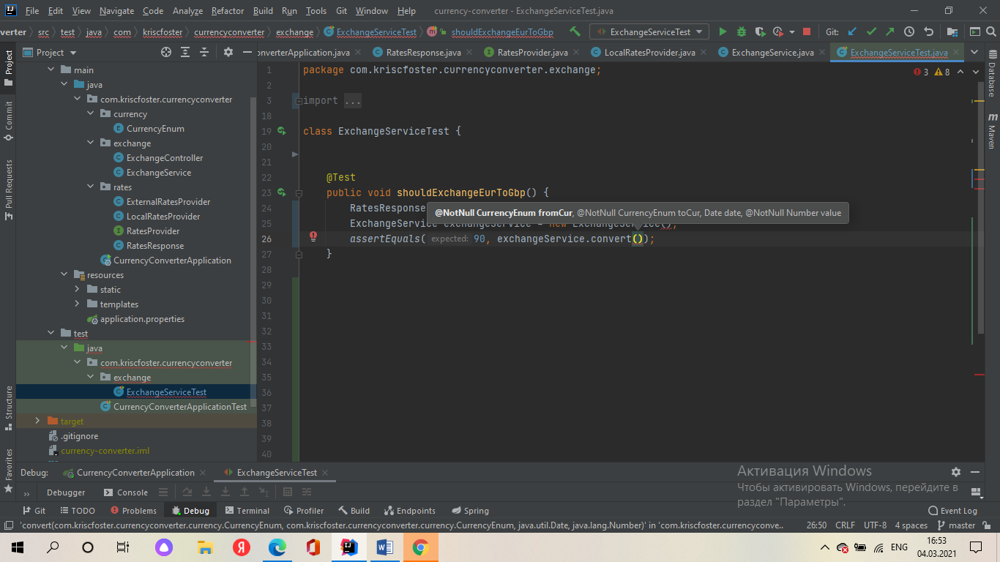 File Edit View Navigate Code Analyze Refactor Build Run Tools Git Window Help currency-converter - ExchangeServiceTest.java
verter src test java com kriscfoster currencyconverter exchange ExchangeServiceTest m shouldExchangeEurToGbp ExchangeServiceTest Git:
Project
onverterApplication.java RatesResponse.java RatesProvider.java LocalRatesProvider.java ExchangeService.java ExchangeServiceTest.java
Project
Commit
Pull Requests
Structure
Favorites
main
java
com.kriscfoster.currencyconverter
currency
CurrencyEnum
exchange
ExchangeController
ExchangeService
rates
ExternalRatesProvider
LocalRatesProvider
RatesProvider
RatesResponse
CurrencyConverterApplication
resources
static
templates
application.properties
test
java
com.kriscfoster.currencyconverter
exchange
ExchangeServiceTest
CurrencyConverterApplicationTest
target
.gitignore
currency-converter.iml
3 8
1 package com.kriscfoster.currencyconverter.exchange;
2
3 import ...
18
19 class ExchangeServiceTest {
20
21
22 @Test
23 public void shouldExchangeEurToGbp() {
24 RatesResponse
@NotNull CurrencyEnum fromCur, @NotNull CurrencyEnum toCur, Date date, @NotNull Number value
25 ExchangeService exchangeService = new ExchangeService();
26 assertEquals( expected: 90, exchangeService.convert());
27 }
28
29
30
31
32
33
34
35
36
37
38
39
40
Database
m Maven
Debug: CurrencyConverterApplication ExchangeServiceTest
Debugger Console
Активация Windows
Чтобы активировать Windows, перейдите в
раздел "Параметры".
Git TODO Problems Debug Terminal Profiler Build Endpoints Spring Event Log
'convert(com.kriscfoster.currencyconverter.currency.CurrencyEnum, com.kriscfoster.currencyconverter.currency.CurrencyEnum, java.util.Date, java.lang.Number)' in 'com.kriscfoster.currencyconve.. 26:50 CRLF UTF-8 4 spaces master
ENG
16:53
04.03.2021